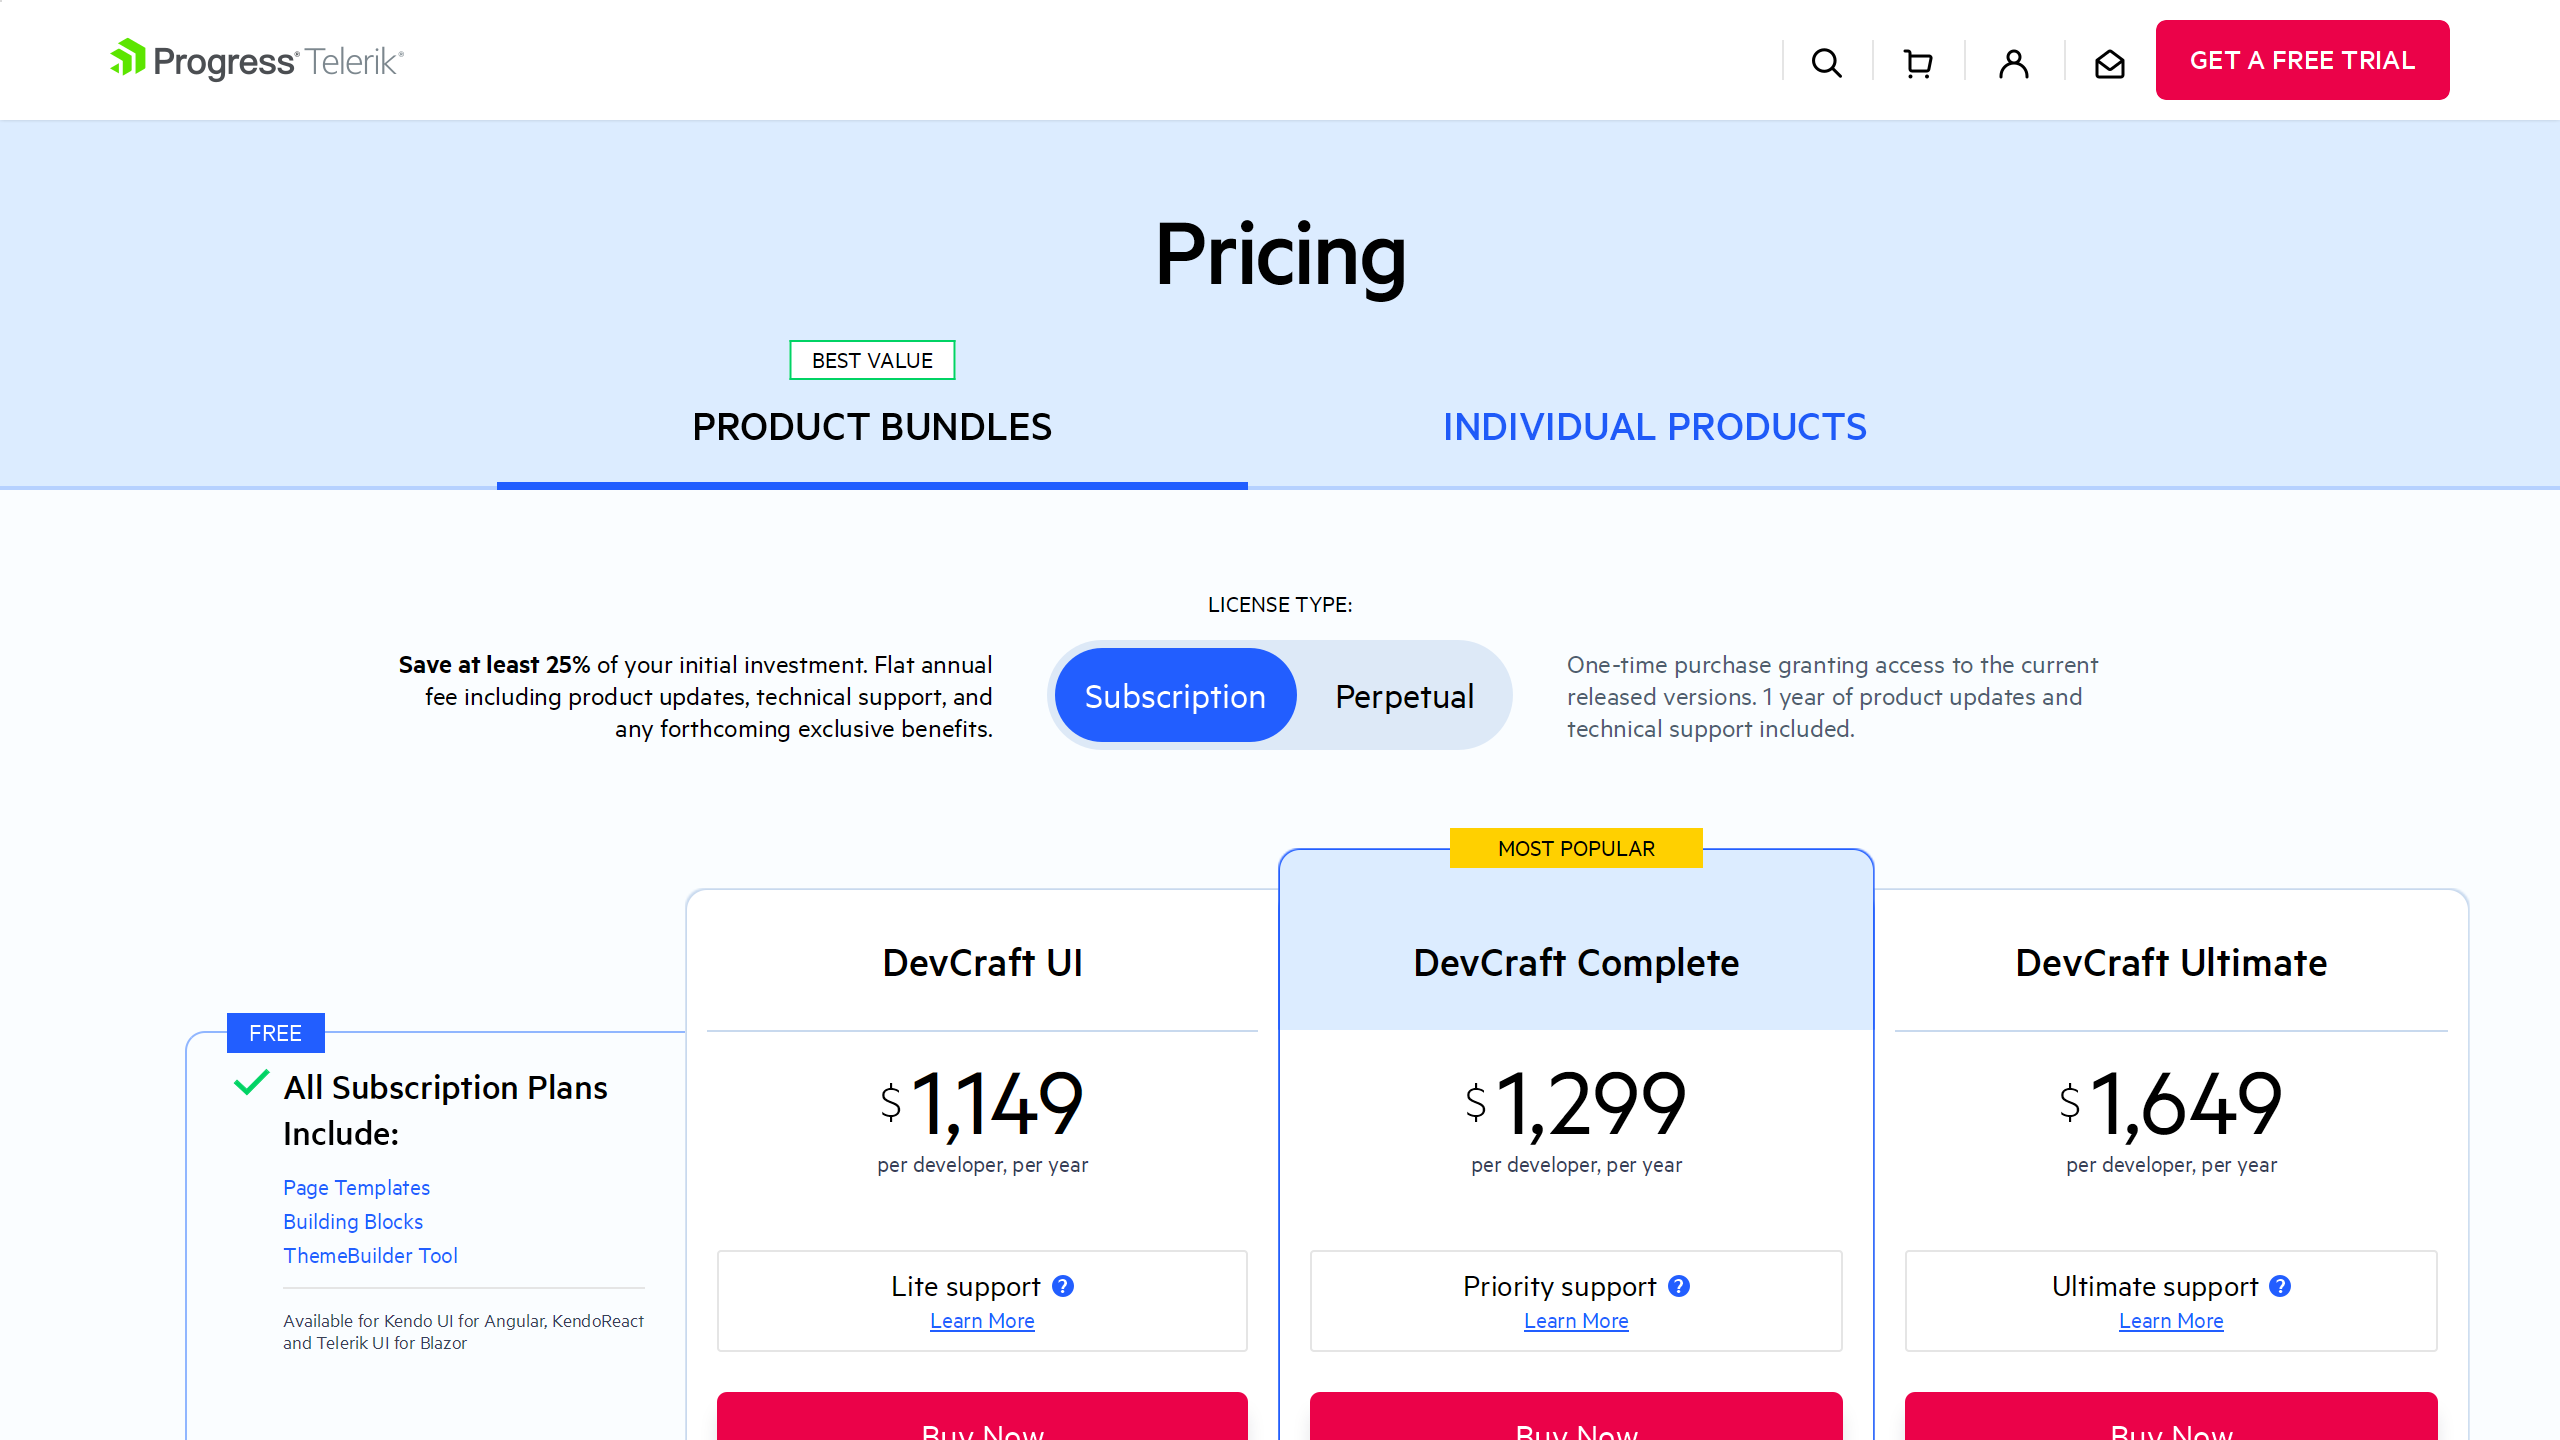 Progress® Telerik®
GET A FREE TRIAL
Pricing
BEST VALUE
PRODUCT BUNDLES
INDIVIDUAL PRODUCTS
LICENSE TYPE:
Save at least 25% of your initial investment. Flat annual
fee including product updates, technical support, and
any forthcoming exclusive benefits.
Subscription
Perpetual
One-time purchase granting access to the current
released versions. 1 year of product updates and
technical support included.
FREE
All Subscription Plans
Include:
Page Templates
Building Blocks
ThemeBuilder Tool
Available for Kendo UI for Angular, KendoReact
and Telerik UI for Blazor
DevCraft UI
$ 1,149
per developer, per year
Lite support ?
Learn More
Buy Now
MOST POPULAR
DevCraft Complete
$ 1,299
per developer, per year
Priority support ?
Learn More
Buy Now
DevCraft Ultimate
$ 1,649
per developer, per year
Ultimate support ?
Learn More
Buy Now